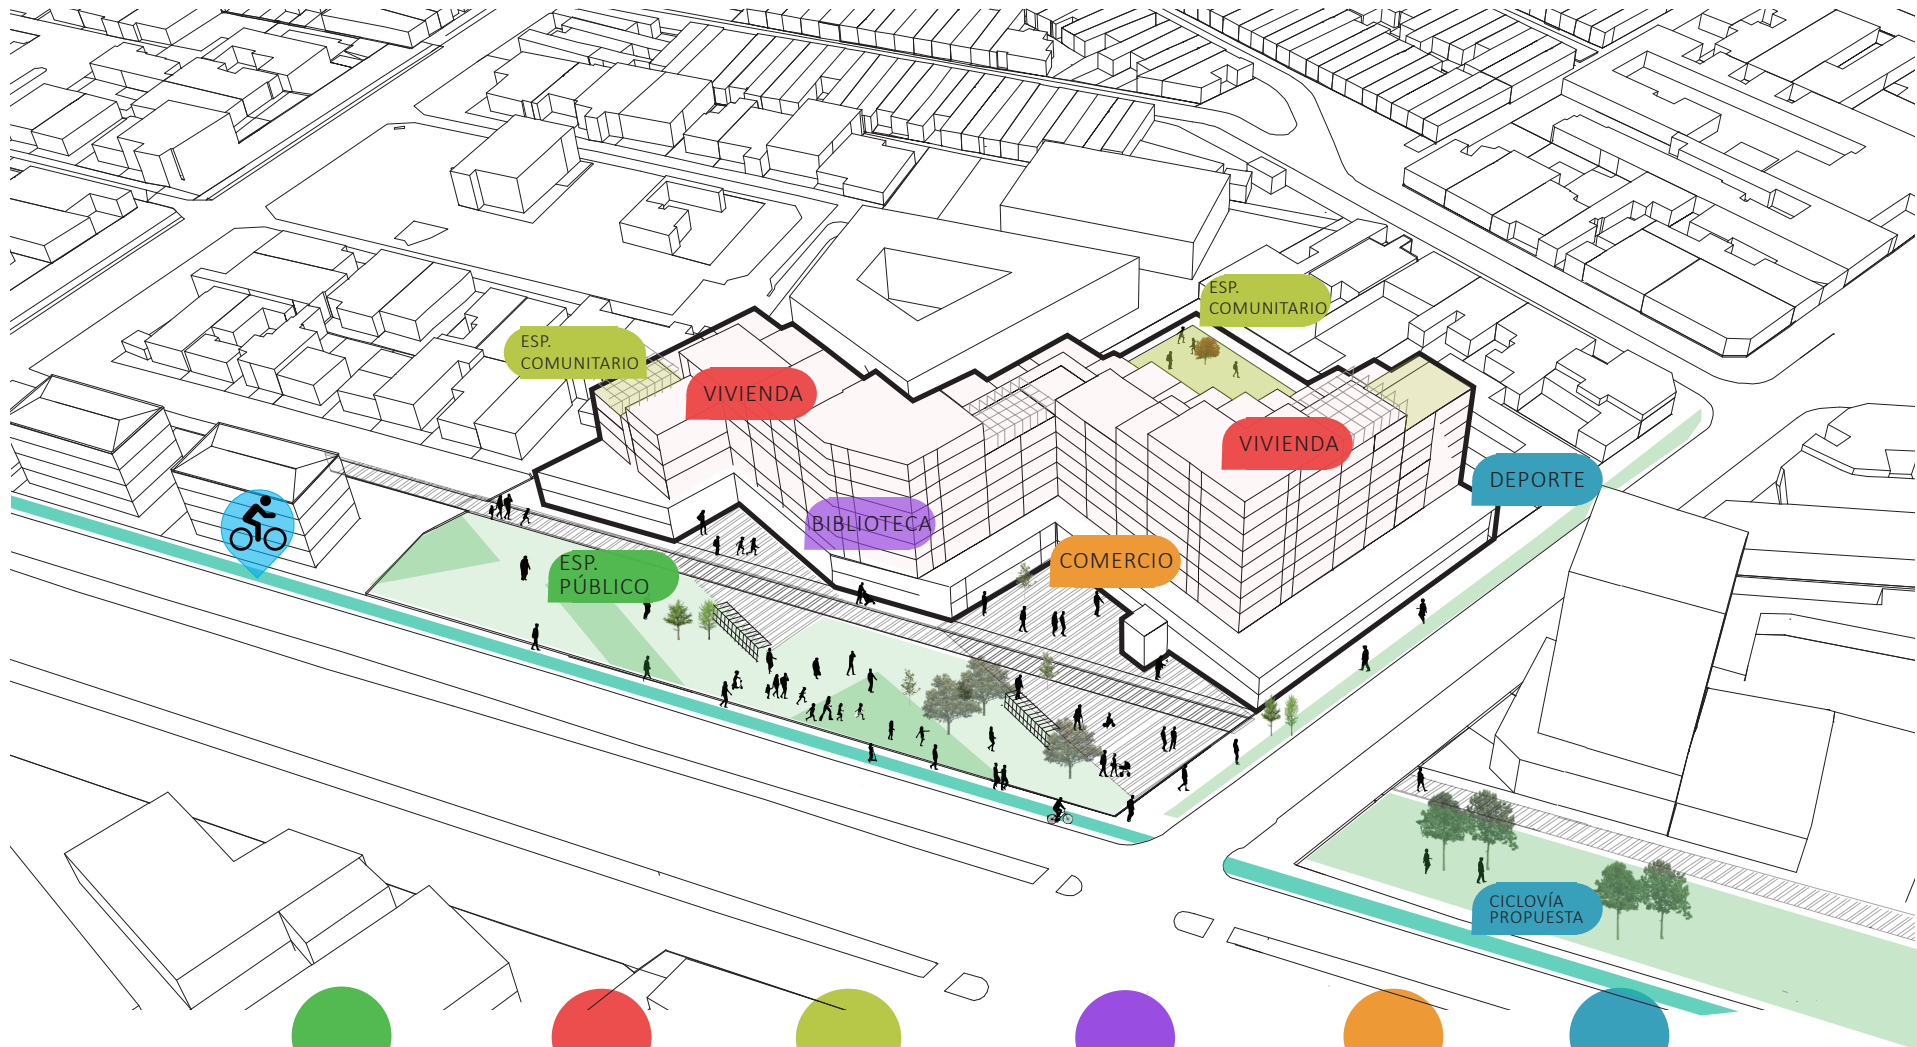 ESP.
COMUNITARIO
ESP.
COMUNITARIO
VIVIENDA
VIVIENDA
DEPORTE
BIBLIOTECA
COMERCIO
ESP.
PÚBLICO
CICLOVÍA
PROPUESTA